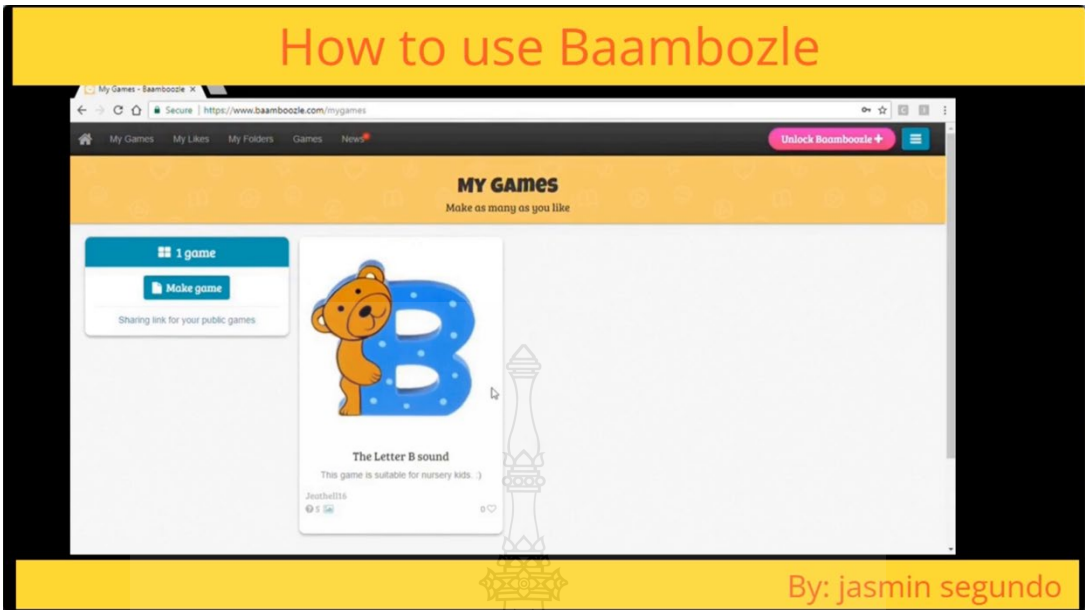 How to use Baambozle
My Games - Baamboozle
Secure | https://www.baamboozle.com/mygames
My Games My Likes My Folders Games News
Unlock Baamboozle +
MY GAMES
Make as many as you like
1 game
Make game
Sharing link for your public games
B
The Letter B sound
This game is suitable for nursery kids. :)
Jeathell16
5
0
By: jasmin segundo